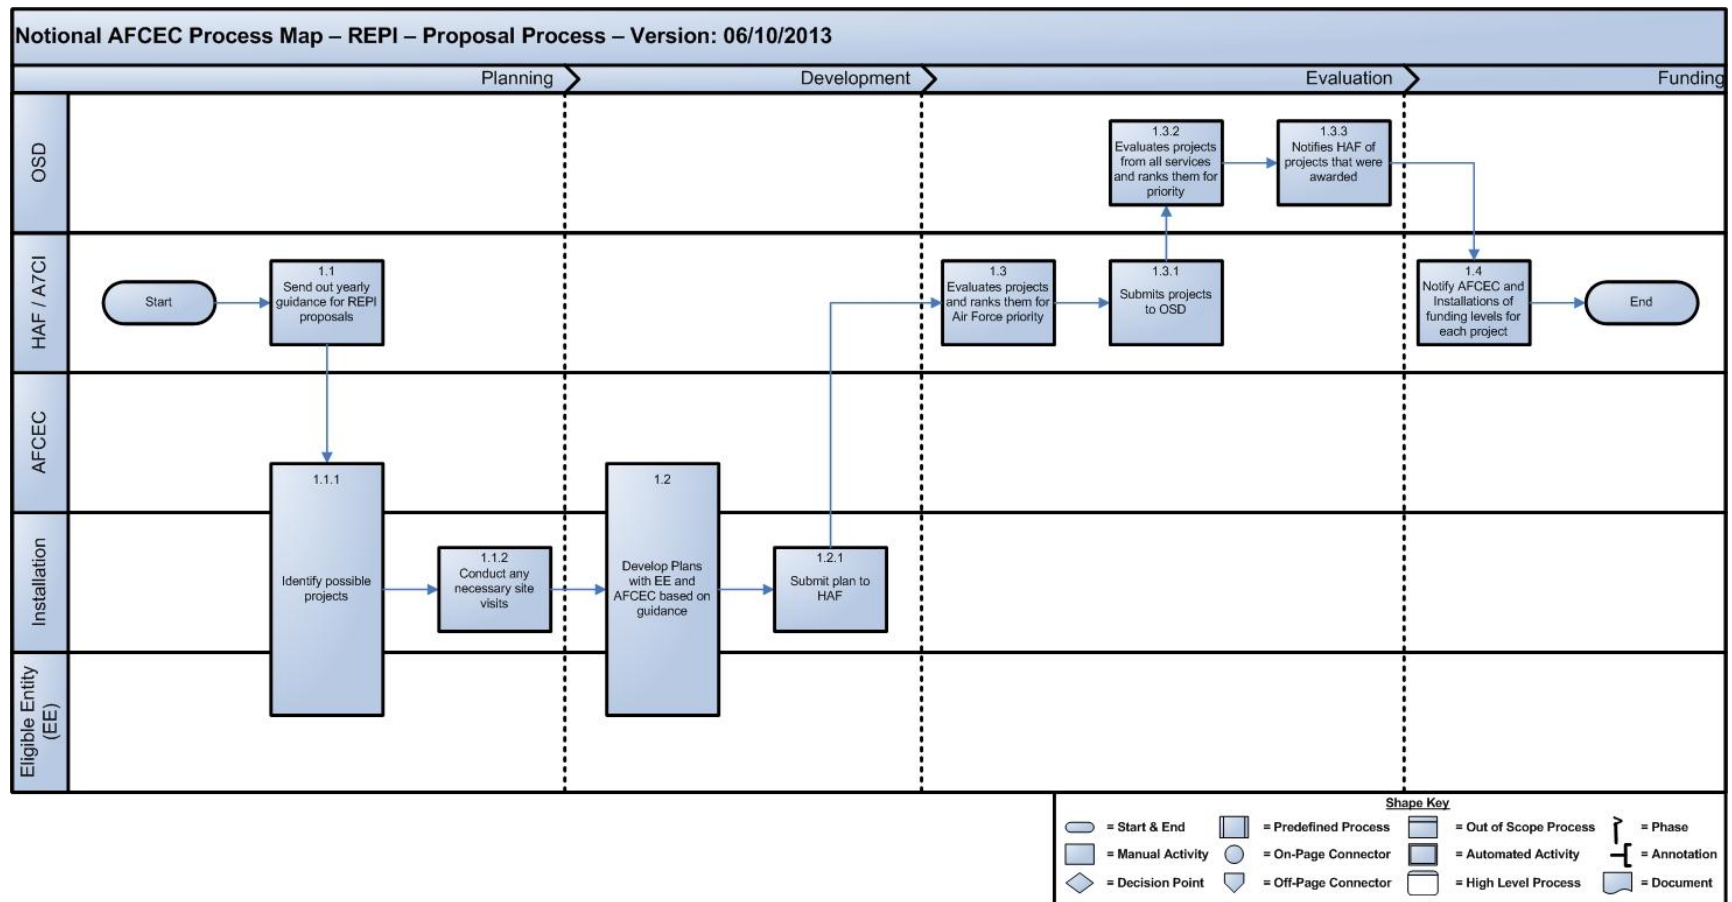 Notional AFCEC Process Map – REPI – Proposal Process – Version: 06/10/2013
Planning
Development
Evaluation
Funding
OSD
1.3.2
Evaluates projects
from all services
and ranks them for
priority
1.3.3
Notifies HAF of
projects that were
awarded
HAF / A7CI
Start
1.1
Send out yearly
guidance for REPI
proposals
1.3
Evaluates projects
and ranks them for
Air Force priority
1.3.1
Submits projects
to OSD
1.4
Notify AFCEC and
Installations of
funding levels for
each project
End
AFCEC
1.1.1
Identify possible
projects
1.2
Develop Plans
with EE and
AFCEC based on
guidance
Installation
1.1.2
Conduct any
necessary site
visits
1.2.1
Submit plan to
HAF
Eligible Entity
(EE)
Shape Key
= Start & End
= Predefined Process
= Out of Scope Process
= Phase
= Manual Activity
= On-Page Connector
= Automated Activity
= Annotation
= Decision Point
= Off-Page Connector
= High Level Process
= Document